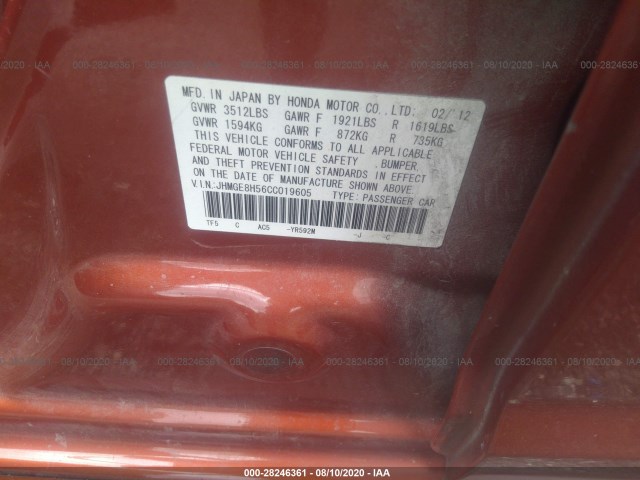 MFD. IN JAPAN BY HONDA MOTOR CO., LTD. 02/12
GVWR 3512LBS GAWR F 1921LBS R 1619LBS
GVWR 1594KG GAWR F 872KG R 735KG
THIS VEHICLE CONFORMS TO ALL APPLICABLE
FEDERAL MOTOR VEHICLE SAFETY , BUMPER,
AND THEFT PREVENTION STANDARDS IN EFFECT
ON THE DATE OF MANUFACTURE SHOWN ABOVE.
V.I.N.:JHMGE8H56CC019605 TYPE: PASSENGER CAR
TF5 C AC5 -YR592M -J C
000-28246361 - 08/10/2020 - IAA